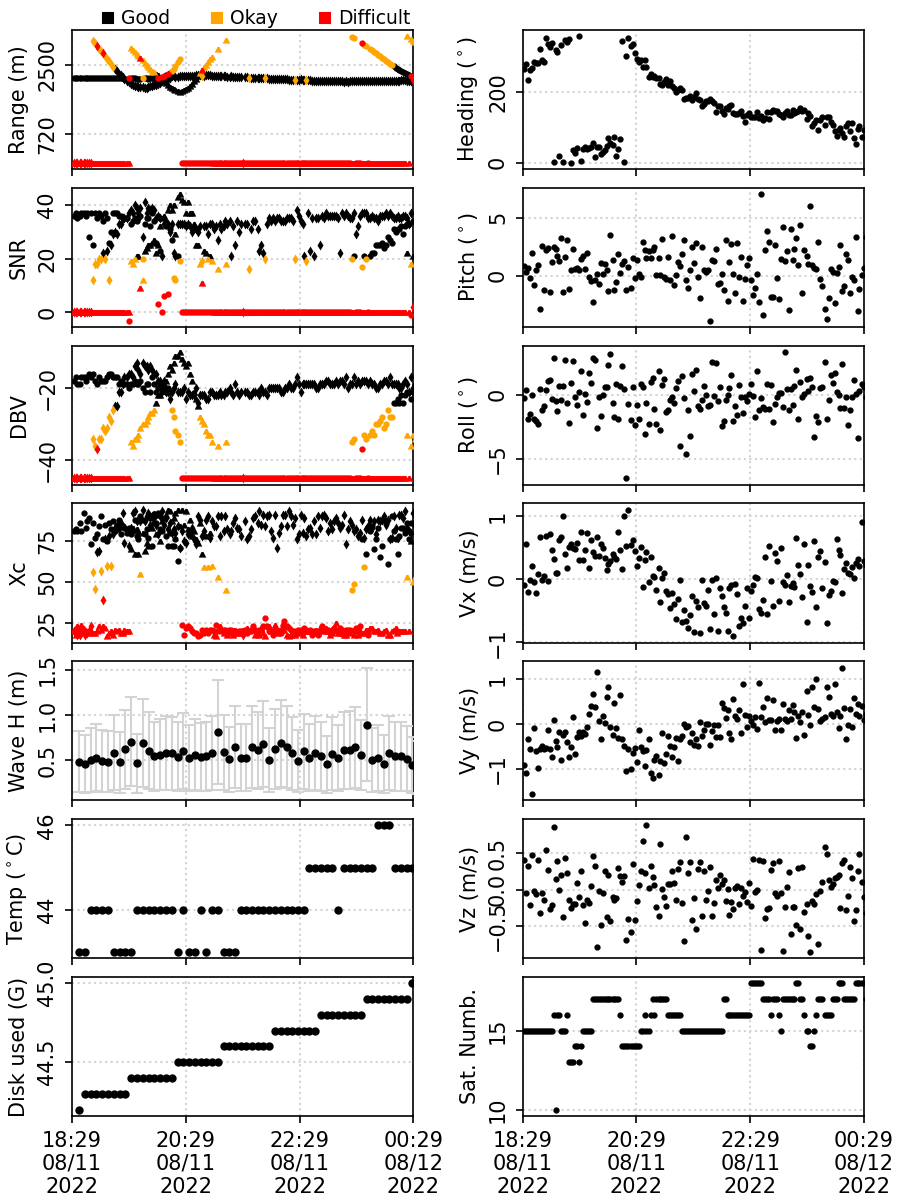 Good Okay Difficult
Range (m)
2500
720
Heading (°)
200
0
SNR
40
20
0
Pitch (°)
5
0
DBV
−20
−40
Roll (°)
0
−5
Xc
75
50
25
Vx (m/s)
1
0
−1
Wave H (m)
1.5
1.0
0.5
Vy (m/s)
1
0
−1
Temp (°C)
46
44
Vz (m/s)
0.5
0.0
−0.5
Disk used (G)
45.0
44.5
Sat. Numb.
15
10
18:29 20:29 22:29 00:29
08/11 08/11 08/11 08/12
2022 2022 2022 2022
18:29 20:29 22:29 00:29
08/11 08/11 08/11 08/12
2022 2022 2022 2022